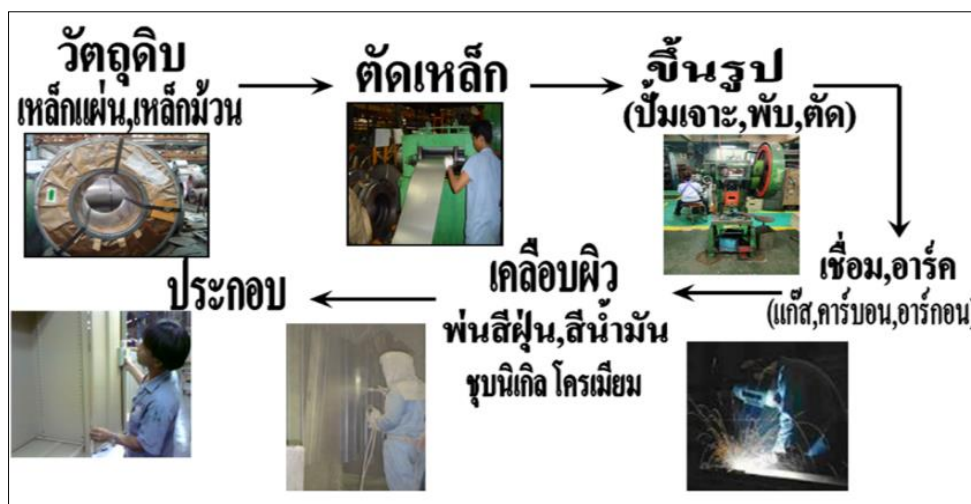 วัตถุดิบ
เหล็กแผ่น,เหล็กม้วน
ตัดเหล็ก
ขึ้นรูป
(ปั๊มเจาะ,พับ,ตัด)
เชื่อม,อาร์ค
(แก๊ส,คาร์บอน,อาร์กอน)
เคลือบผิว
พ่นสีฝุ่น,สีน้ำมัน
ชุบนิเกิล โครเมียม
ประกอบ